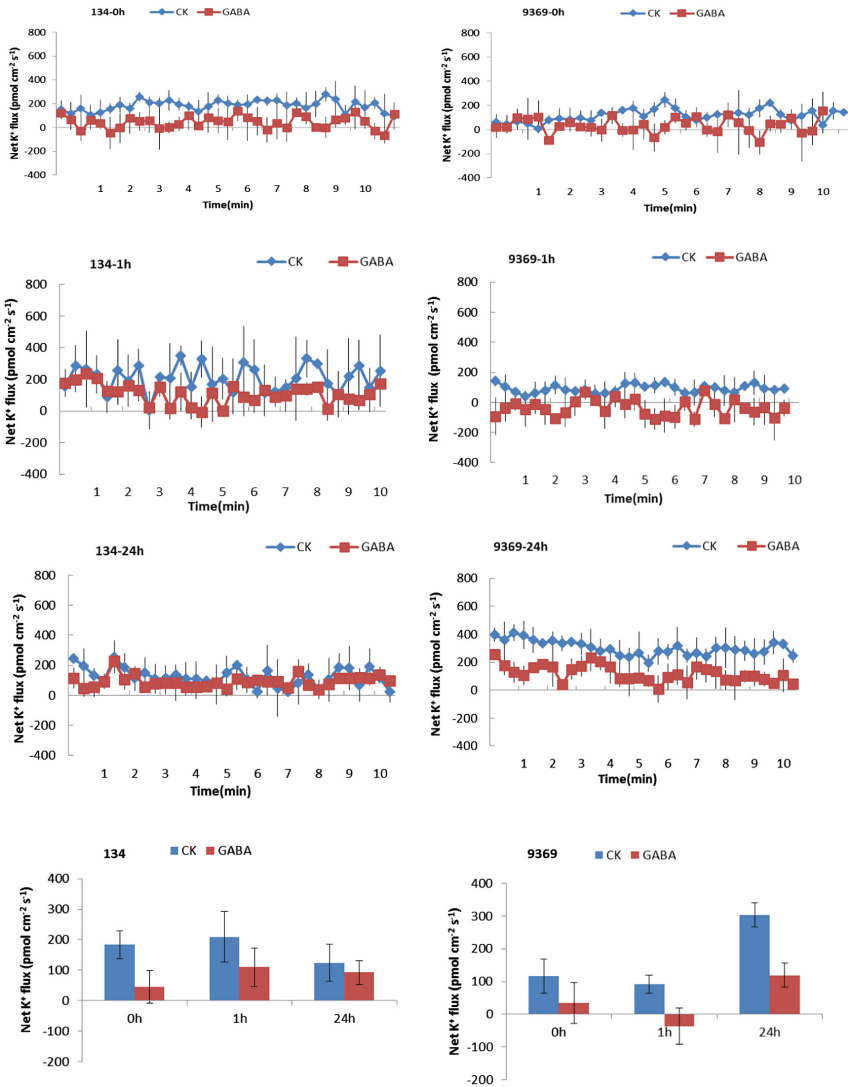 134-0h CK GABA
Net K⁺ flux (pmol cm⁻² s⁻¹)
800
600
400
200
0
-200
-400
1 2 3 4 5 6 7 8 9 10
Time(min)
9369-0h CK GABA
Net K⁺ flux (pmol cm⁻² s⁻¹)
800
600
400
200
0
-200
-400
1 2 3 4 5 6 7 8 9 10
Time(min)
134-1h CK GABA
Net K⁺ flux (pmol cm⁻² s⁻¹)
800
600
400
200
0
-200
-400
1 2 3 4 5 6 7 8 9 10
Time(min)
9369-1h CK GABA
Net K⁺ flux (pmol cm⁻² s⁻¹)
800
600
400
200
0
-200
-400
1 2 3 4 5 6 7 8 9 10
Time(min)
134-24h CK GABA
Net K⁺ flux (pmol cm⁻² s⁻¹)
800
600
400
200
0
-200
-400
1 2 3 4 5 6 7 8 9 10
Time(min)
9369-24h CK GABA
Net K⁺ flux (pmol cm⁻² s⁻¹)
800
600
400
200
0
-200
-400
1 2 3 4 5 6 7 8 9 10
Time(min)
134 CK GABA
Net K⁺ flux (pmol cm⁻² s⁻¹)
400
300
200
100
0
-100
-200
0h 1h 24h
9369 CK GABA
Net K⁺ flux (pmol cm⁻² s⁻¹)
400
300
200
100
0
-100
-200
0h 1h 24h